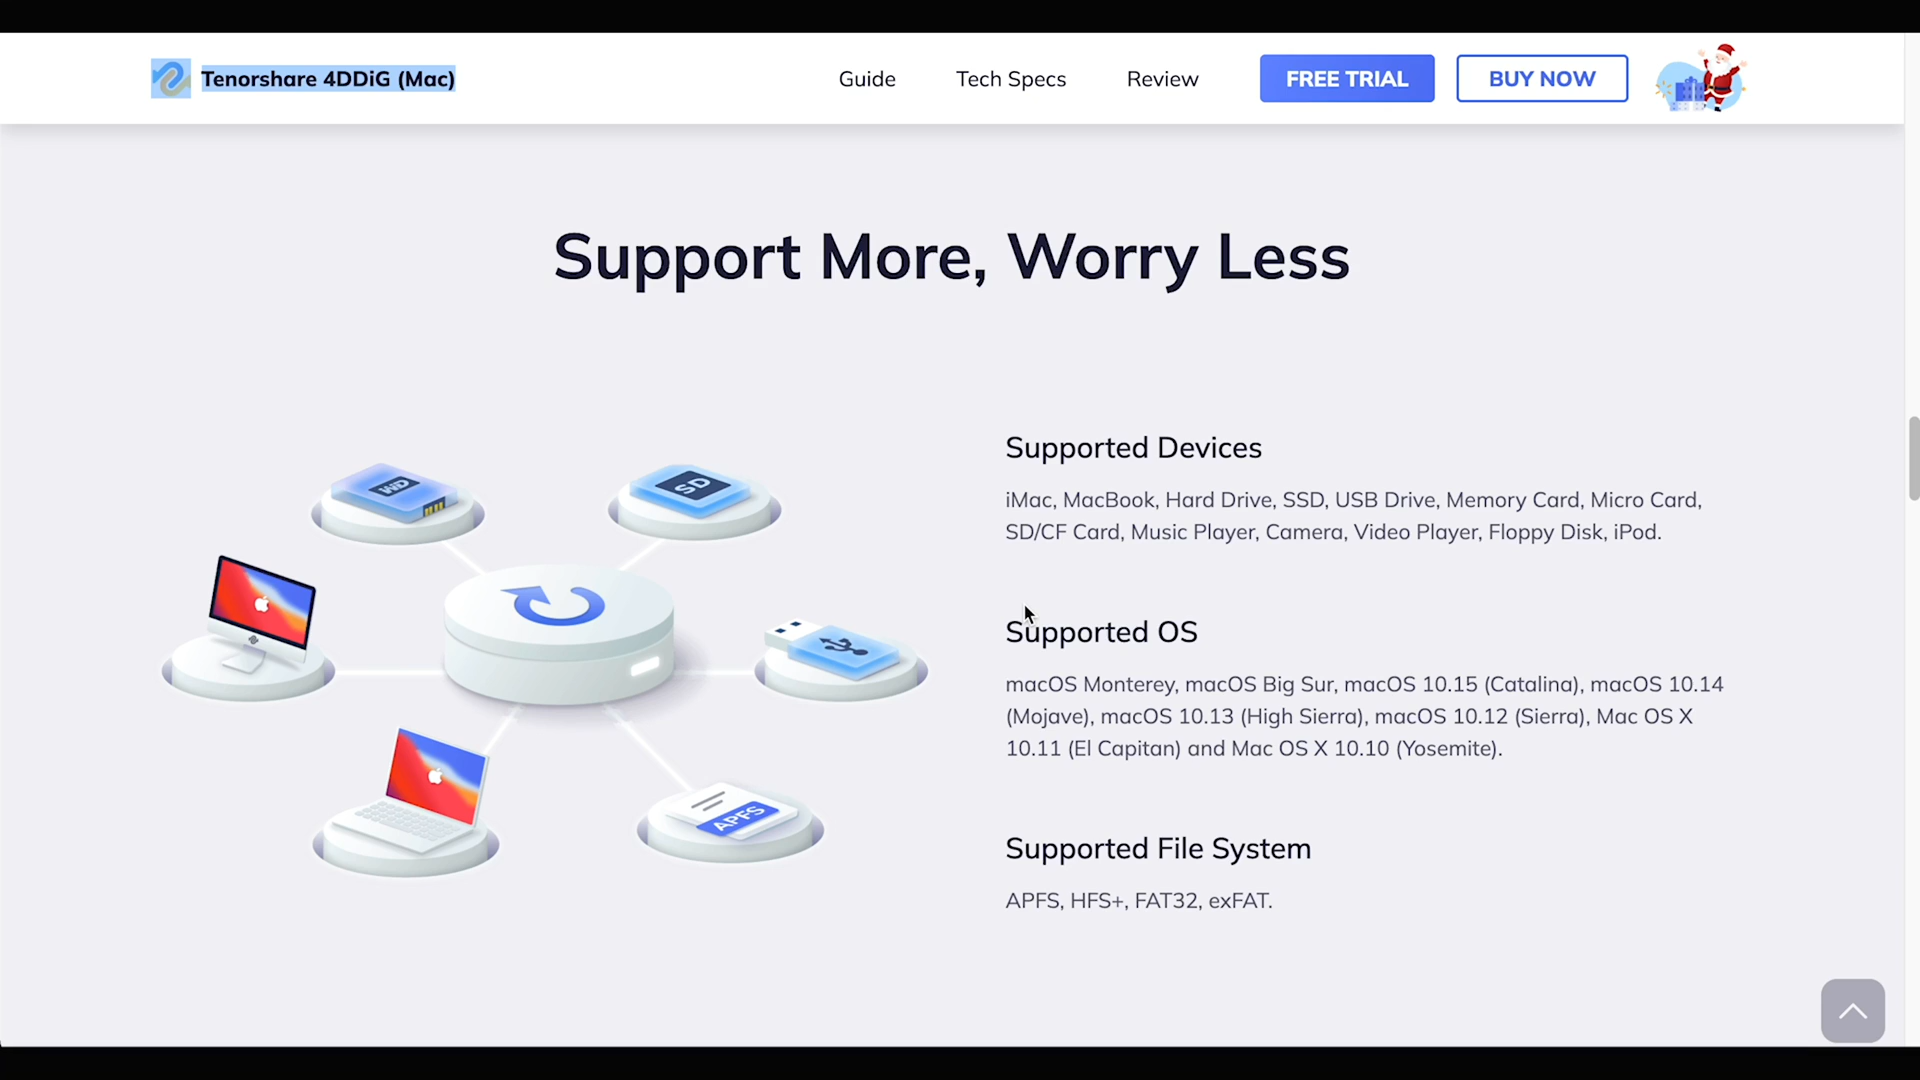 Tenorshare 4DDiG (Mac)
Guide
Tech Specs
Review
FREE TRIAL
BUY NOW
Support More, Worry Less
WD
SD
APFS
Supported Devices
iMac, MacBook, Hard Drive, SSD, USB Drive, Memory Card, Micro Card,
SD/CF Card, Music Player, Camera, Video Player, Floppy Disk, iPod.
Supported OS
macOS Monterey, macOS Big Sur, macOS 10.15 (Catalina), macOS 10.14
(Mojave), macOS 10.13 (High Sierra), macOS 10.12 (Sierra), Mac OS X
10.11 (El Capitan) and Mac OS X 10.10 (Yosemite).
Supported File System
APFS, HFS+, FAT32, exFAT.